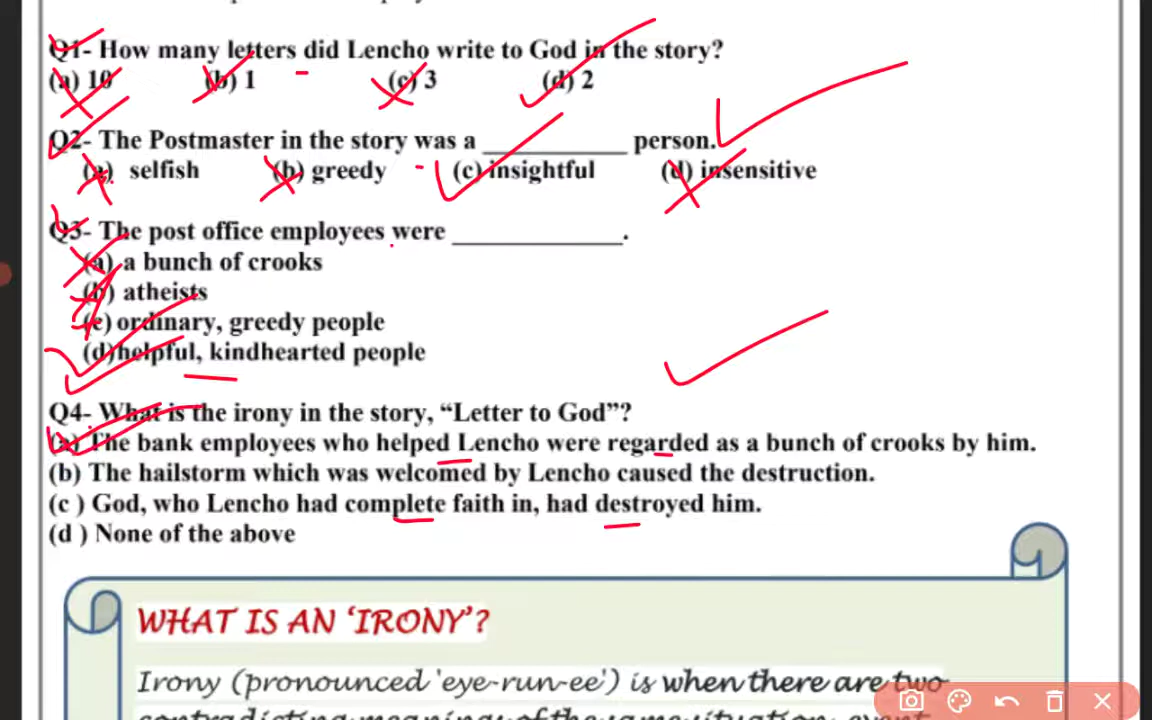 Q1- How many letters did Lencho write to God in the story?
(a) 10 (b) 1 (c) 3 (d) 2
Q2- The Postmaster in the story was a ____________ person.
(a) selfish (b) greedy (c) insightful (d) insensitive
Q3- The post office employees were ______________.
(a) a bunch of crooks
(b) atheists
(c) ordinary, greedy people
(d)helpful, kindhearted people
Q4- What is the irony in the story, “Letter to God”?
(a) The bank employees who helped Lencho were regarded as a bunch of crooks by him.
(b) The hailstorm which was welcomed by Lencho caused the destruction.
(c ) God, who Lencho had complete faith in, had destroyed him.
(d ) None of the above
WHAT IS AN ‘IRONY’?
Irony (pronounced 'eye-run-ee') is when there are two